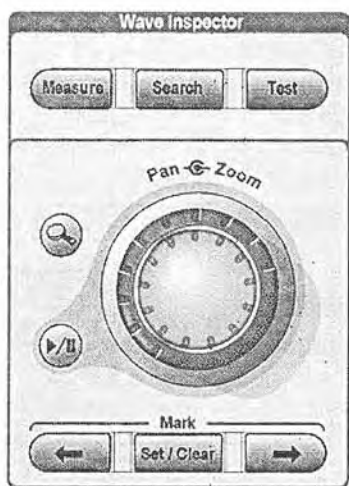 Wave Inspector
Measure Search Test
Pan Zoom
Mark
Set / Clear